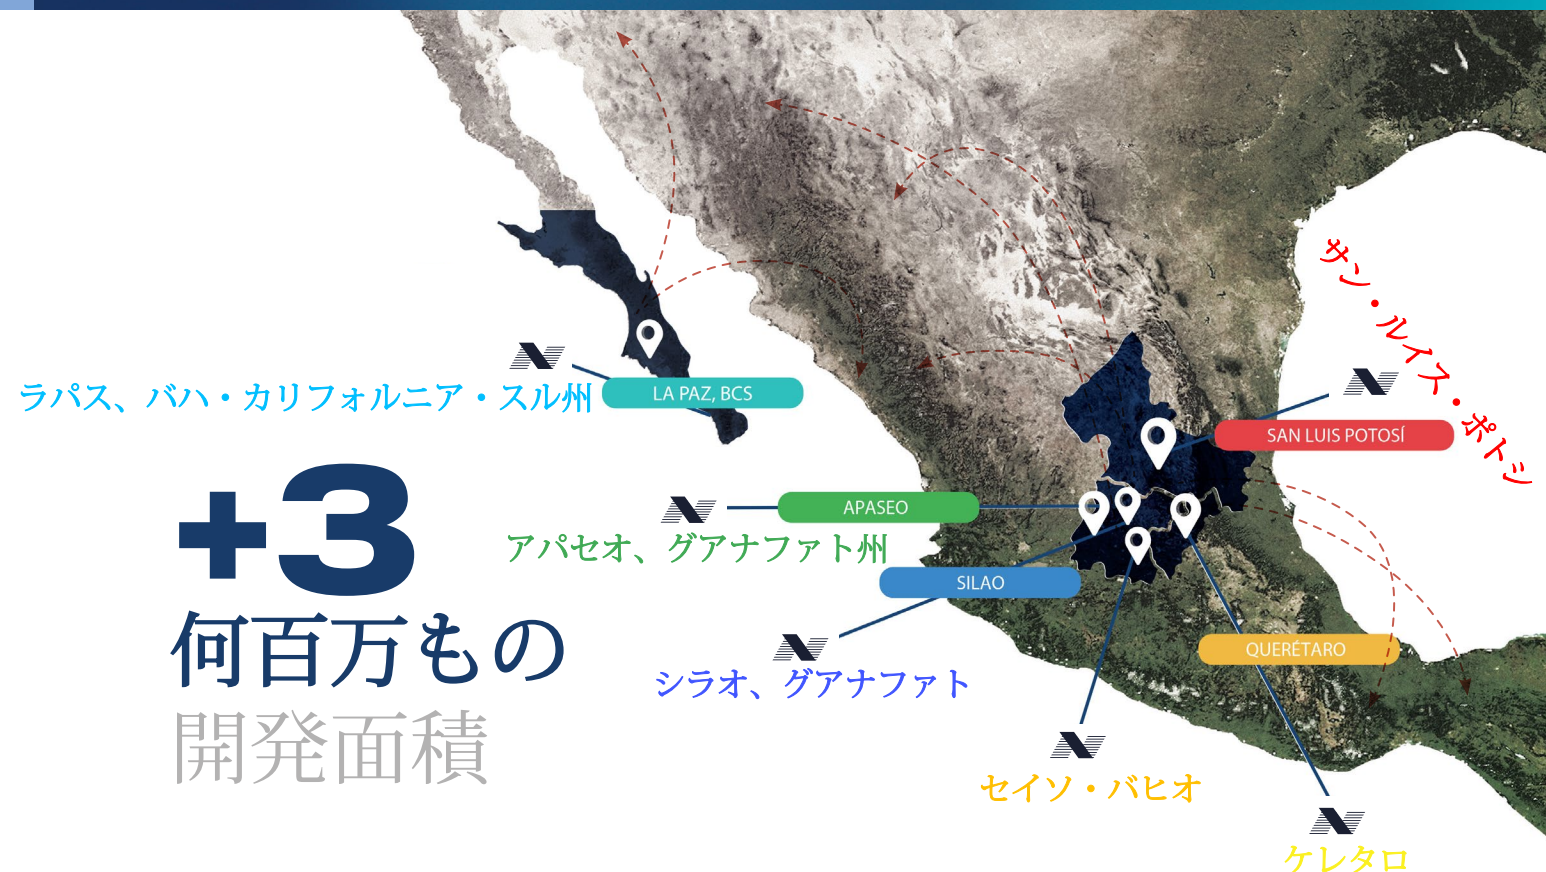 サン・ルイス・ポトシ
ラパス、バハ・カリフォルニア・スル州
LA PAZ, BCS
SAN LUIS POTOSÍ
+3
何百万もの
開発面積
APASEO
アパセオ、グアナファト州
SILAO
シラオ、グアナファト
QUERÉTARO
セイソ・バヒオ
ケレタロ